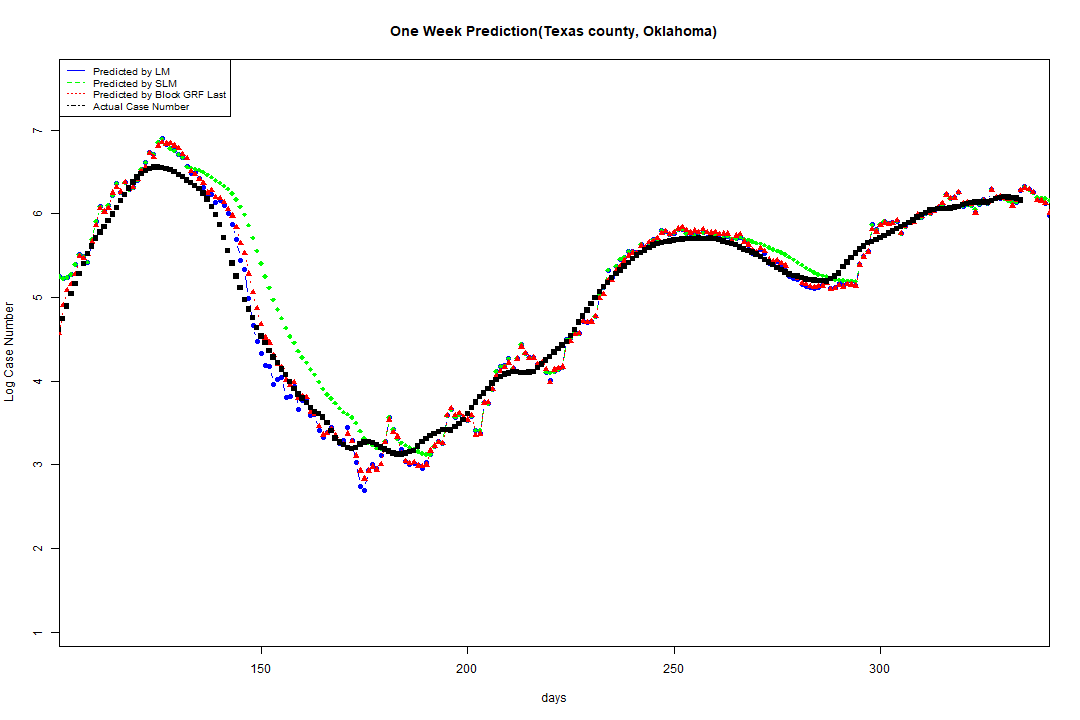 One Week Prediction(Texas county, Oklahoma)
Predicted by LM
Predicted by SLM
Predicted by Block GRF Last
Actual Case Number
7
6
5
4
3
2
1
Log Case Number
150 200 250 300
days